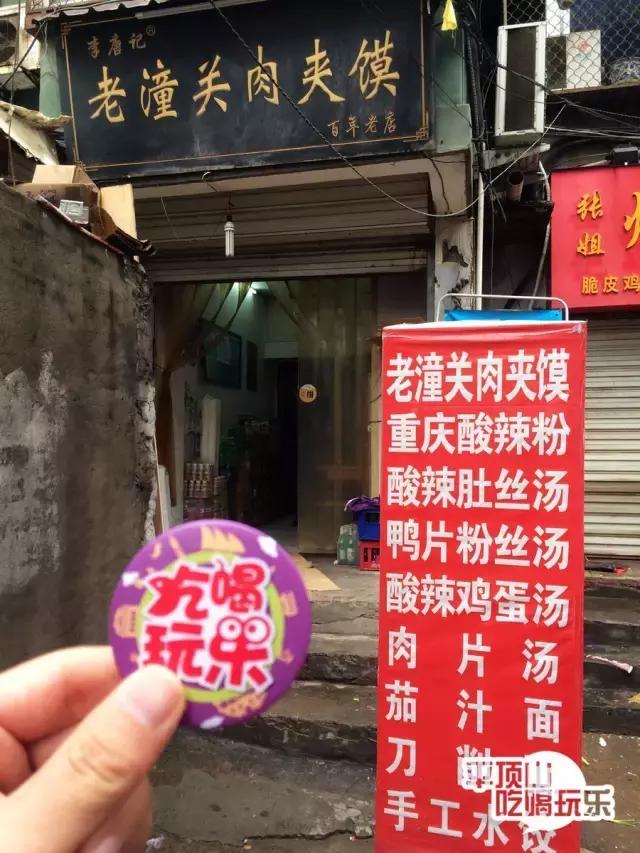 李唐记®
老潼关肉夹馍
百年老店
张姐
脆皮鸡
老潼关肉夹馍
重庆酸辣粉
酸辣肚丝汤
鸭片粉丝汤
酸辣鸡蛋汤
肉片汤
茄汁面
刀
手工水饺
吃喝
玩乐
平顶山
吃喝玩乐